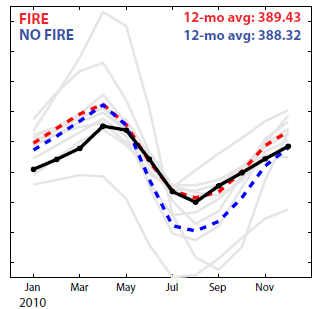 FIRE 12-mo avg: 389.43
NO FIRE 12-mo avg: 388.32
Jan Mar May Jul Sep Nov
2010